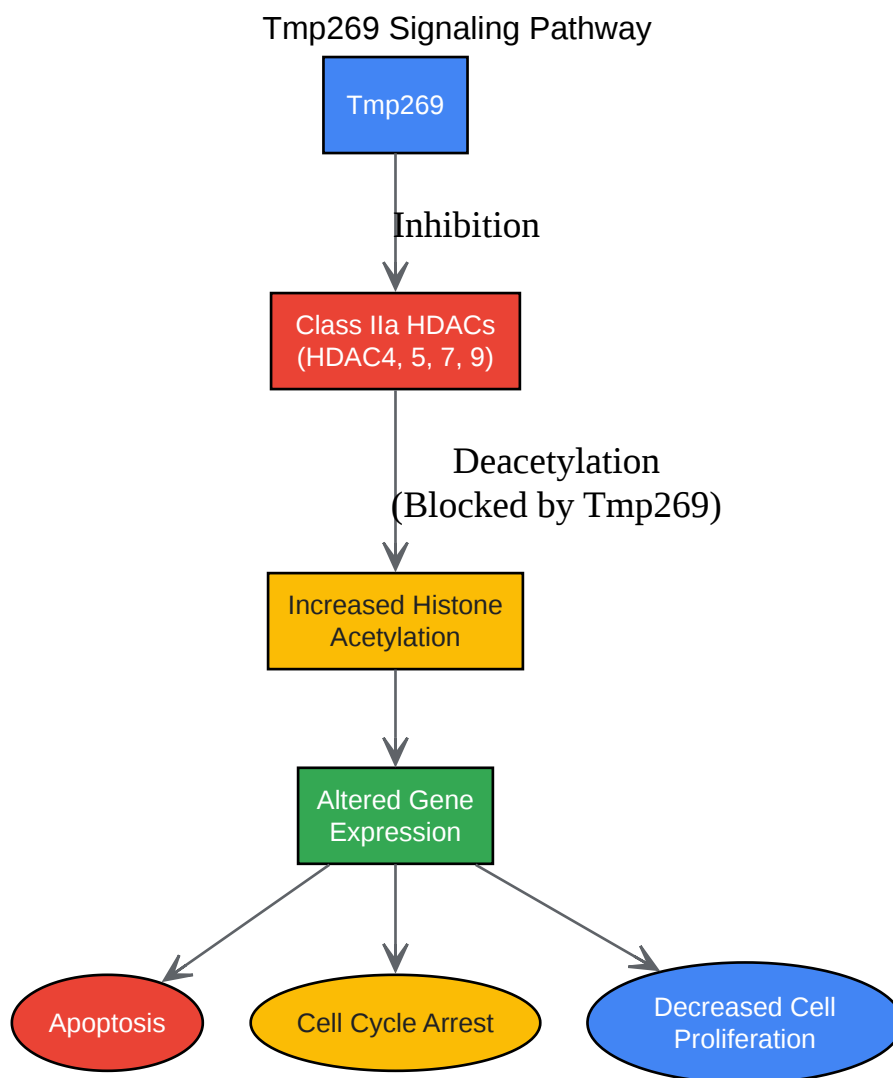 Tmp269 Signaling Pathway
Tmp269
Inhibition
Class IIa HDACs
(HDAC4, 5, 7, 9)
Deacetylation
(Blocked by Tmp269)
Increased Histone
Acetylation
Altered Gene
Expression
Apoptosis
Cell Cycle Arrest
Decreased Cell
Proliferation